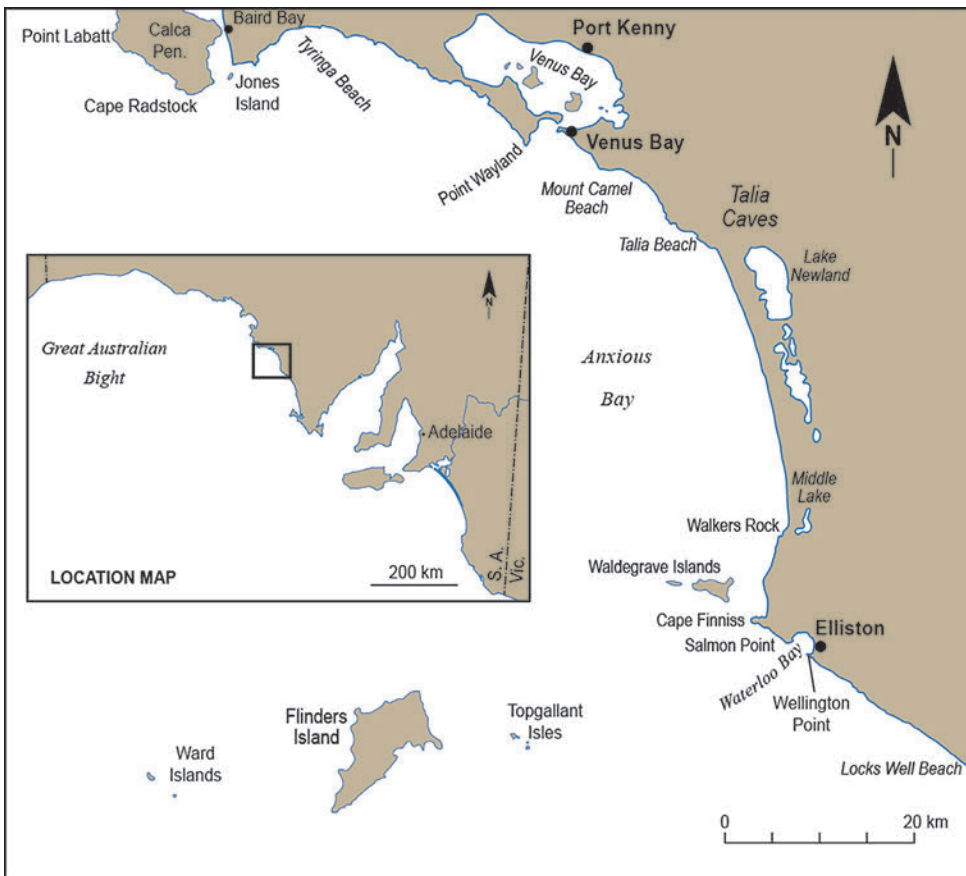 Point Labatt
Calca
Pen.
Baird Bay
Cape Radstock
Jones
Island
Tyringa Beach
Port Kenny
Venus Bay
Venus Bay
Point Wayland
Mount Camel
Beach
N
Talia
Caves
Talia Beach
Lake
Newland
Anxious
Bay
Middle
Lake
Walkers Rock
Waldegrave Islands
Cape Finniss
Elliston
Salmon Point
Waterloo Bay
Wellington
Point
Locks Well Beach
Flinders
Island
Topgallant
Isles
Ward
Islands
0 20 km
Great Australian
Bight
N
Adelaide
S. A.
Vic.
LOCATION MAP
200 km